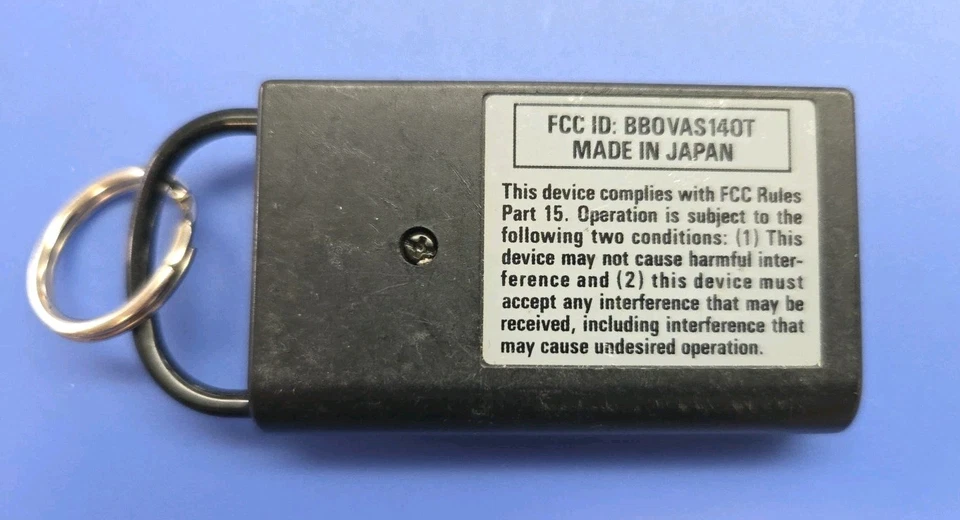 FCC ID: BBOVAS140T
MADE IN JAPAN
This device complies with FCC Rules
Part 15. Operation is subject to the
following two conditions: (1) This
device may not cause harmful inter-
ference and (2) this device must
accept any interference that may be
received, including interference that
may cause undesired operation.